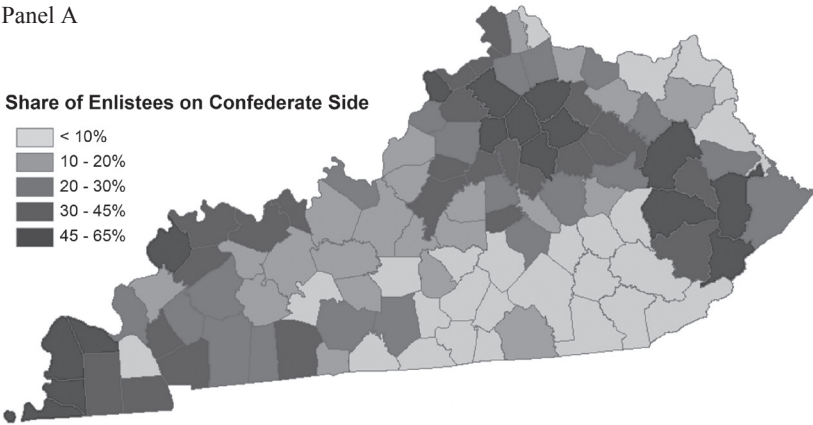 Panel A
Share of Enlistees on Confederate Side
< 10%
10 - 20%
20 - 30%
30 - 45%
45 - 65%